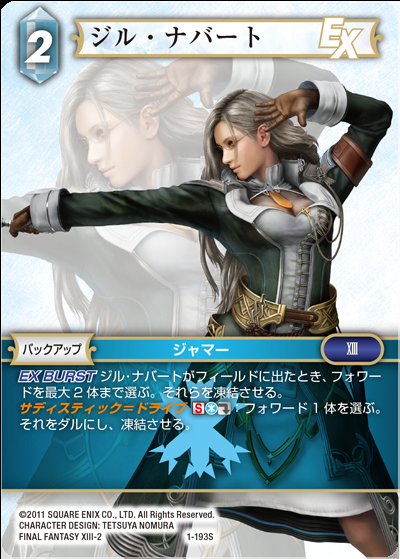 2
ジル・ナバート
EX
バックアップ
ジャマー
XIII
EX BURST ジル・ナバートがフィールドに出たとき、フォワー
ドを最大2体まで選ぶ。それらを凍結させる。
サディスティック=ドライブ S：フォワード1体を選ぶ。
それをダルにし、凍結させる。
©2011 SQUARE ENIX CO., LTD. All Rights Reserved.
CHARACTER DESIGN: TETSUYA NOMURA
FINAL FANTASY XIII-2
1-193S